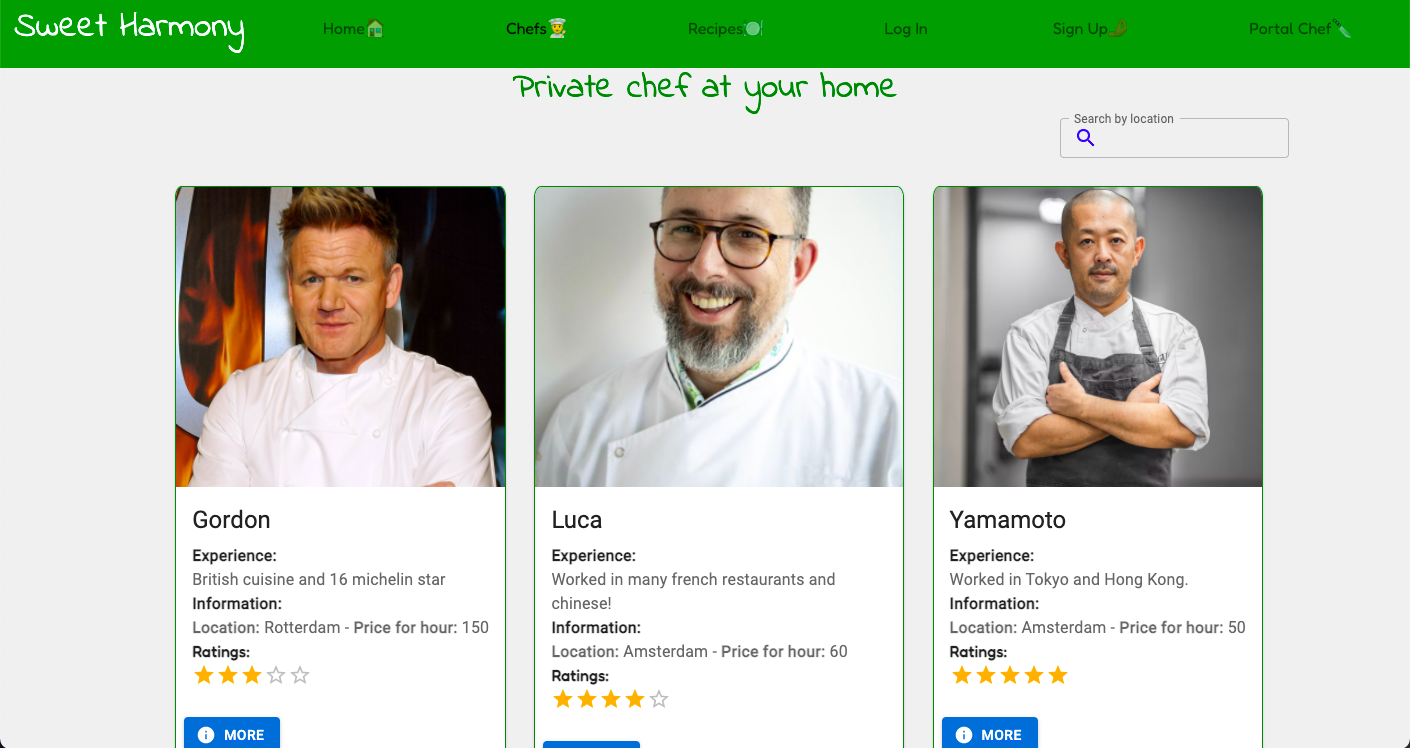 Sweet Harmony
Home
Chefs
Recipes
Log In
Sign Up
Portal Chef
Private chef at your home
Search by location
Gordon
Experience:
British cuisine and 16 michelin star
Information:
Location: Rotterdam - Price for hour: 150
Ratings:
MORE
Luca
Experience:
Worked in many french restaurants and
chinese!
Information:
Location: Amsterdam - Price for hour: 60
Ratings:
Yamamoto
Experience:
Worked in Tokyo and Hong Kong.
Information:
Location: Amsterdam - Price for hour: 50
Ratings:
MORE